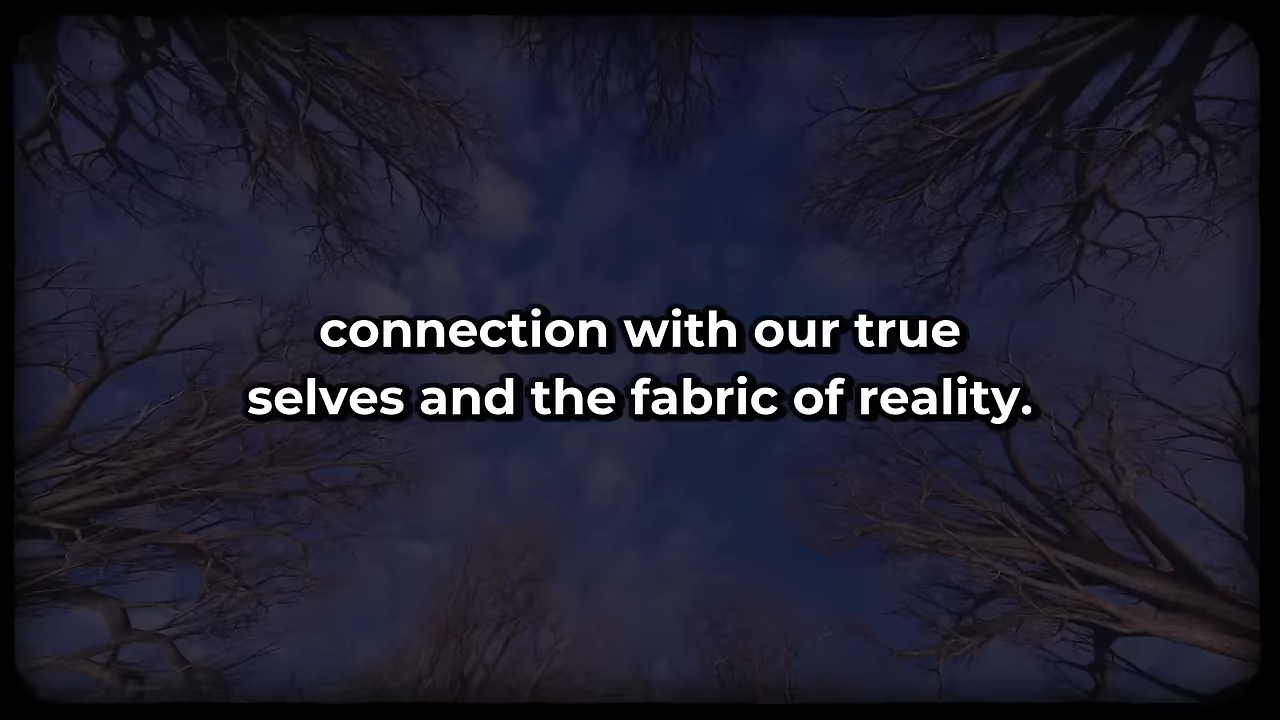 connection with our true
selves and the fabric of reality.